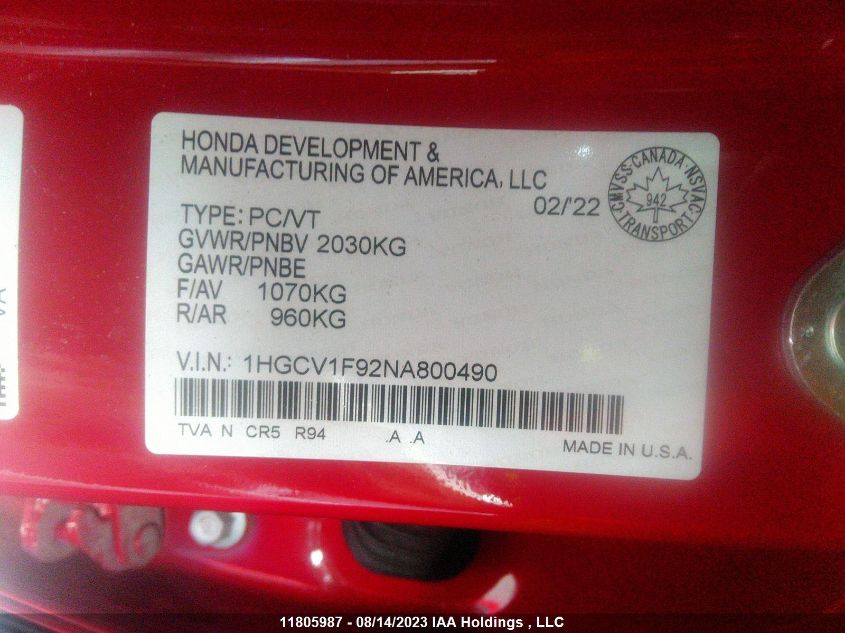 HONDA DEVELOPMENT &
MANUFACTURING OF AMERICA, LLC
02/'22
CMVSS·CANADA·NSVAC
942
TRANSPORT
TYPE: PC/VT
GVWR/PNBV 2030KG
GAWR/PNBE
F/AV 1070KG
R/AR 960KG
V.I.N.: 1HGCV1F92NA800490
TVA N CR5 R94 .A .A
MADE IN U.S.A.
VA
11805987 - 08/14/2023 IAA Holdings , LLC